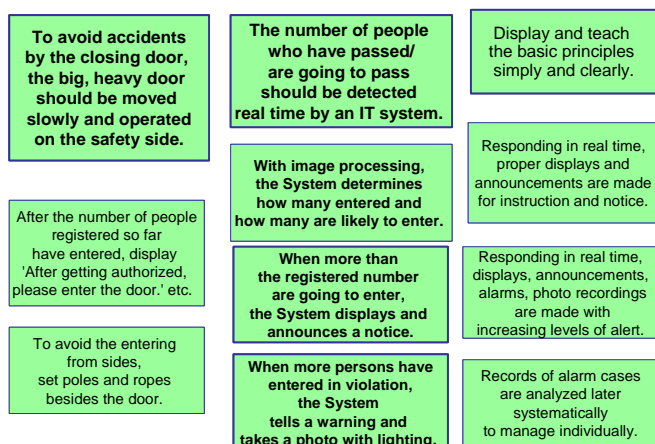 To avoid accidents
by the closing door,
the big, heavy door
should be moved
slowly and operated
on the safety side.
After the number of people
registered so far
have entered, display
'After getting authorized,
please enter the door.' etc.
To avoid the entering
from sides,
set poles and ropes
besides the door.
The number of people
who have passed/
are going to pass
should be detected
real time by an IT system.
With image processing,
the System determines
how many entered and
how many are likely to enter.
When more than
the registered number
are going to enter,
the System displays and
announces a notice.
When more persons have
entered in violation,
the System
tells a warning and
takes a photo with lighting.
Display and teach
the basic principles
simply and clearly.
Responding in real time,
proper displays and
announcements are made
for instruction and notice.
Responding in real time,
displays, announcements,
alarms, photo recordings
are made with
increasing levels of alert.
Records of alarm cases
are analyzed later
systematically
to manage individually.